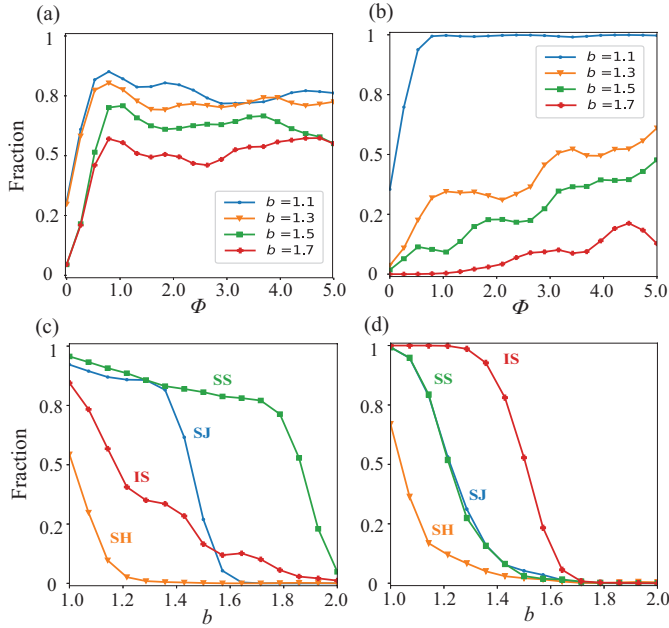 (a)
(b)
Fraction
1
0.8
0.5
0.2
0
b = 1.1
b = 1.3
b = 1.5
b = 1.7
0 1.0 2.0 3.0 4.0 5.0
Φ
1
0.8
0.5
0.2
0
b = 1.1
b = 1.3
b = 1.5
b = 1.7
0 1.0 2.0 3.0 4.0 5.0
Φ
(c)
(d)
Fraction
1
0.8
0.5
0.2
0
SS
SJ
IS
SH
1.0 1.2 1.4 1.6 1.8 2.0
b
1
0.8
0.5
0.2
0
IS
SS
SJ
SH
1.0 1.2 1.4 1.6 1.8 2.0
b